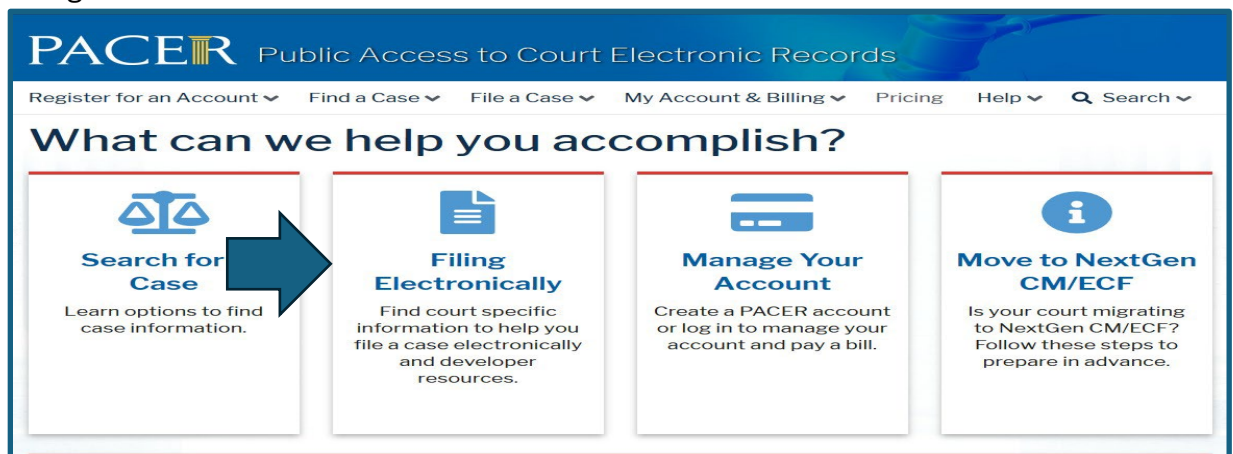 PACER Public Access to Court Electronic Records
Register for an Account Find a Case File a Case My Account & Billing Pricing Help Search
What can we help you accomplish?
Search for
Case
Learn options to find
case information.
Filing
Electronically
Find court specific
information to help you
file a case electronically
and developer
resources.
Manage Your
Account
Create a PACER account
or log in to manage your
account and pay a bill.
Move to NextGen
CM/ECF
Is your court migrating
to NextGen CM/ECF?
Follow these steps to
prepare in advance.